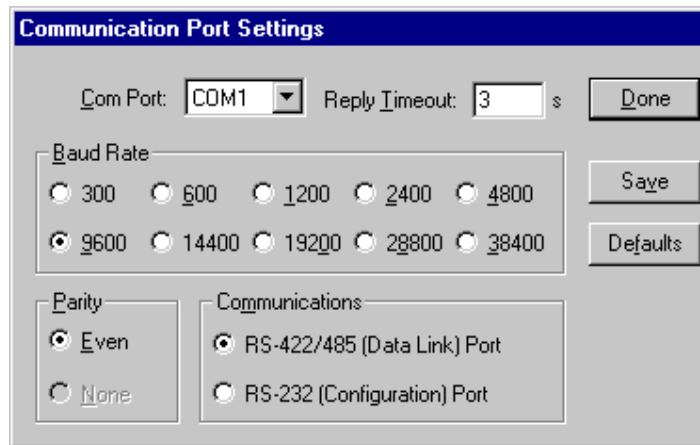 Communication Port Settings
Com Port: COM1 Reply Timeout: 3 s Done
Baud Rate
300 600 1200 2400 4800
Save
9600 14400 19200 28800 38400
Defaults
Parity Communications
Even RS-422/485 (Data Link) Port
None RS-232 (Configuration) Port